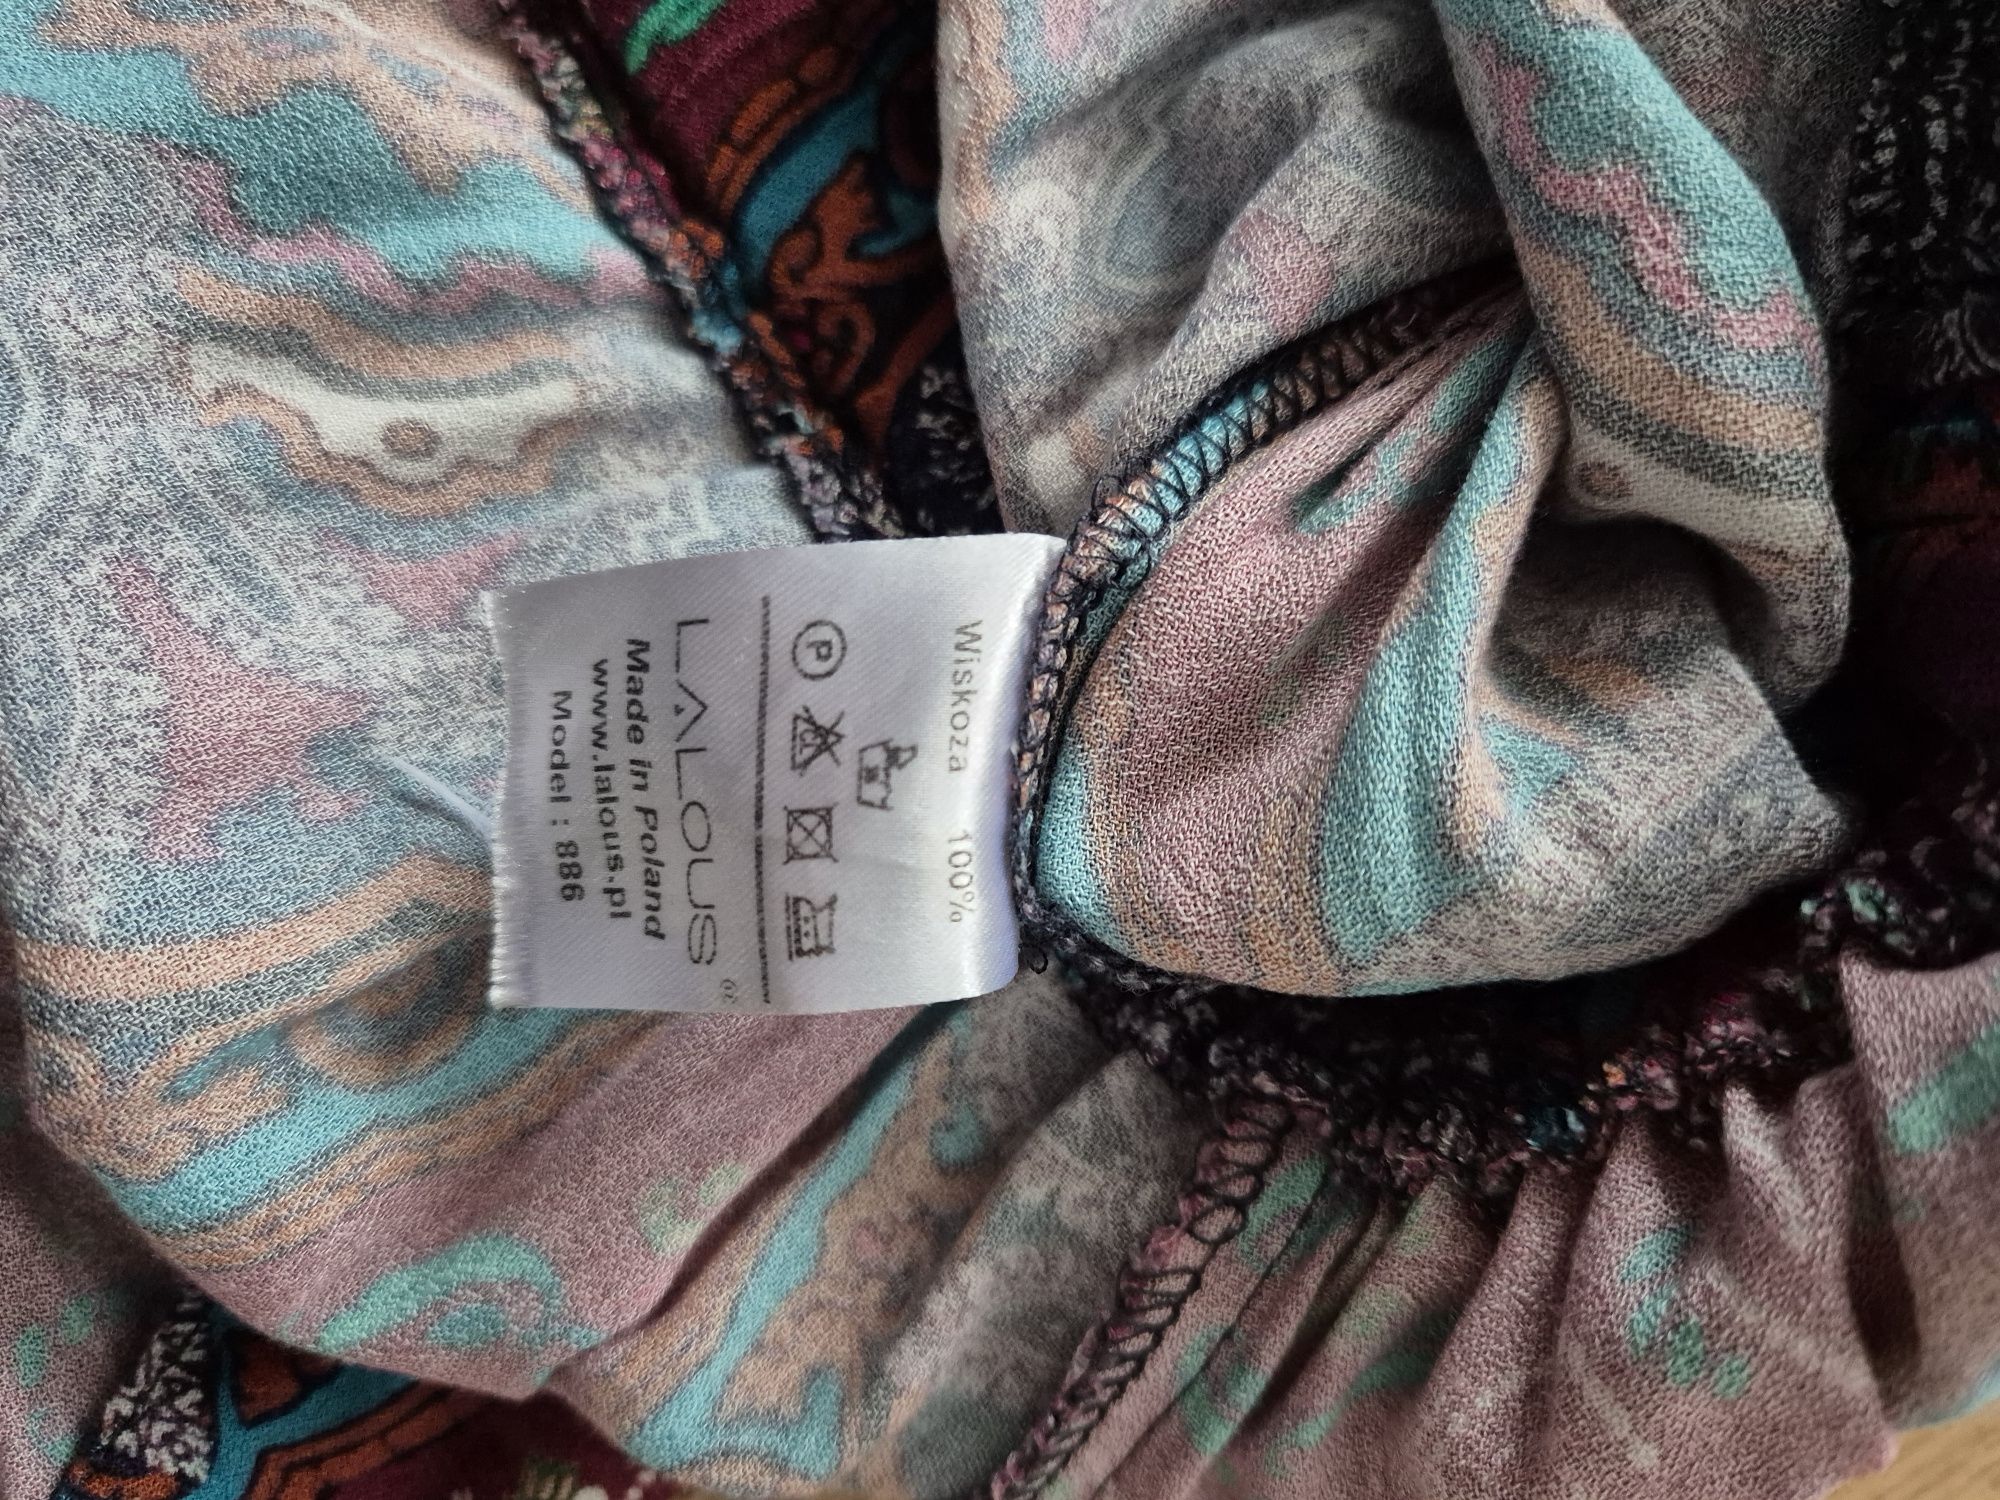 Wiskoza 100%
P
LALOUS®
Made in Poland
www.lalous.pl
Model : 886